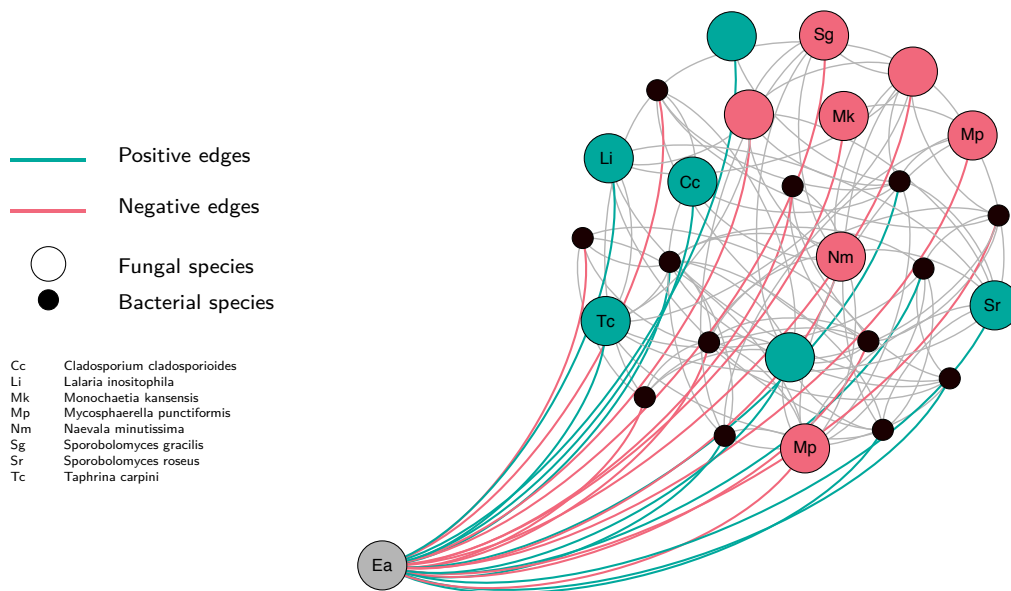 Sg
Mk
Mp
Li
Cc
Positive edges
Negative edges
Nm
Fungal species
Bacterial species
Sr
Tc
Cc Cladosporium cladosporioides
Li Lalaria inositophila
Mk Monochaetia kansensis
Mp Mycosphaerella punctiformis
Nm Naevala minutissima
Sg Sporobolomyces gracilis
Sr Sporobolomyces roseus
Tc Taphrina carpini
Mp
Ea